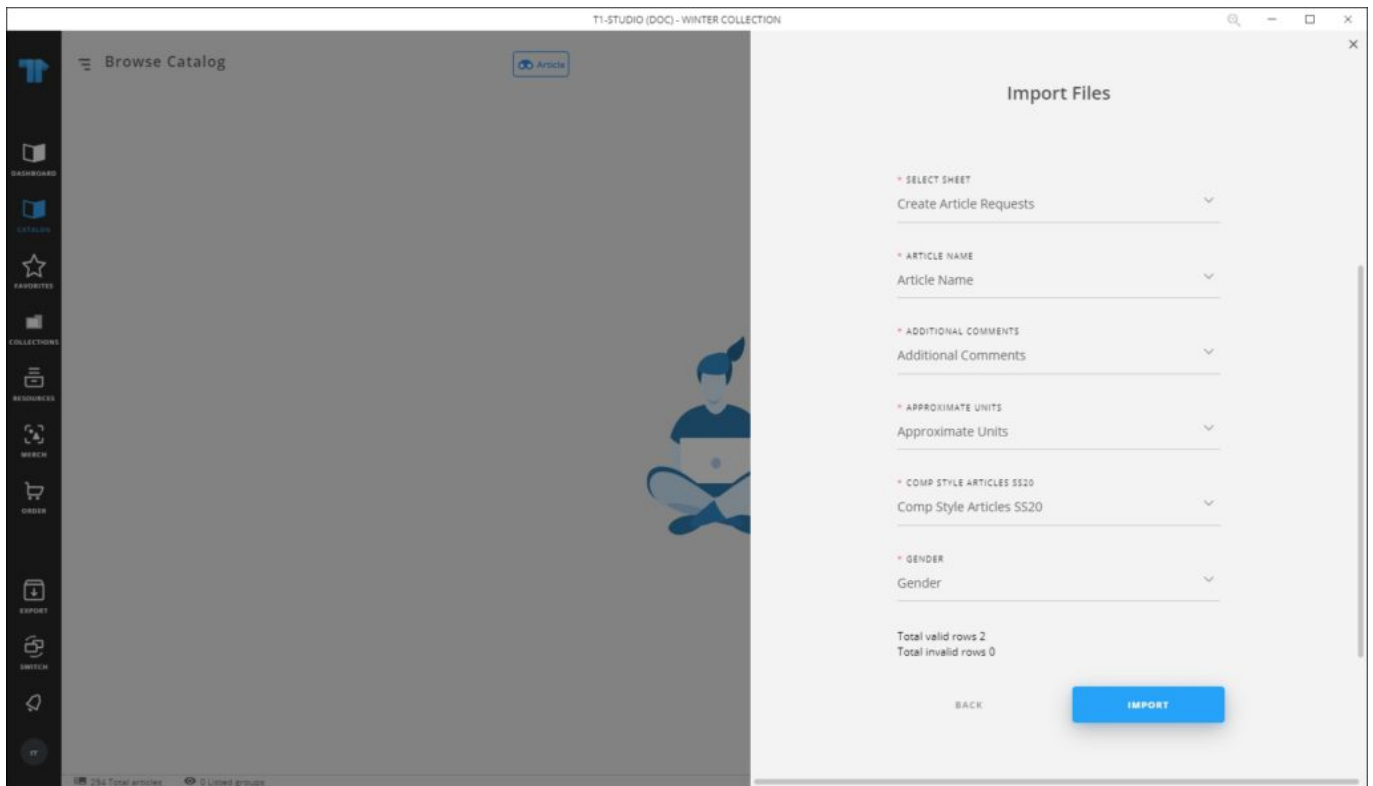 T1-STUDIO (DOC) - WINTER COLLECTION
Browse Catalog
Article
DASHBOARD
CATALOG
FAVORITES
COLLECTIONS
RESOURCES
MERCH
ORDER
EXPORT
SWITCH
IT
294 Total articles
0 Listed groups
Import Files
* SELECT SHEET
Create Article Requests
* ARTICLE NAME
Article Name
* ADDITIONAL COMMENTS
Additional Comments
* APPROXIMATE UNITS
Approximate Units
* COMP STYLE ARTICLES SS20
Comp Style Articles SS20
* GENDER
Gender
Total valid rows 2
Total invalid rows 0
BACK
IMPORT